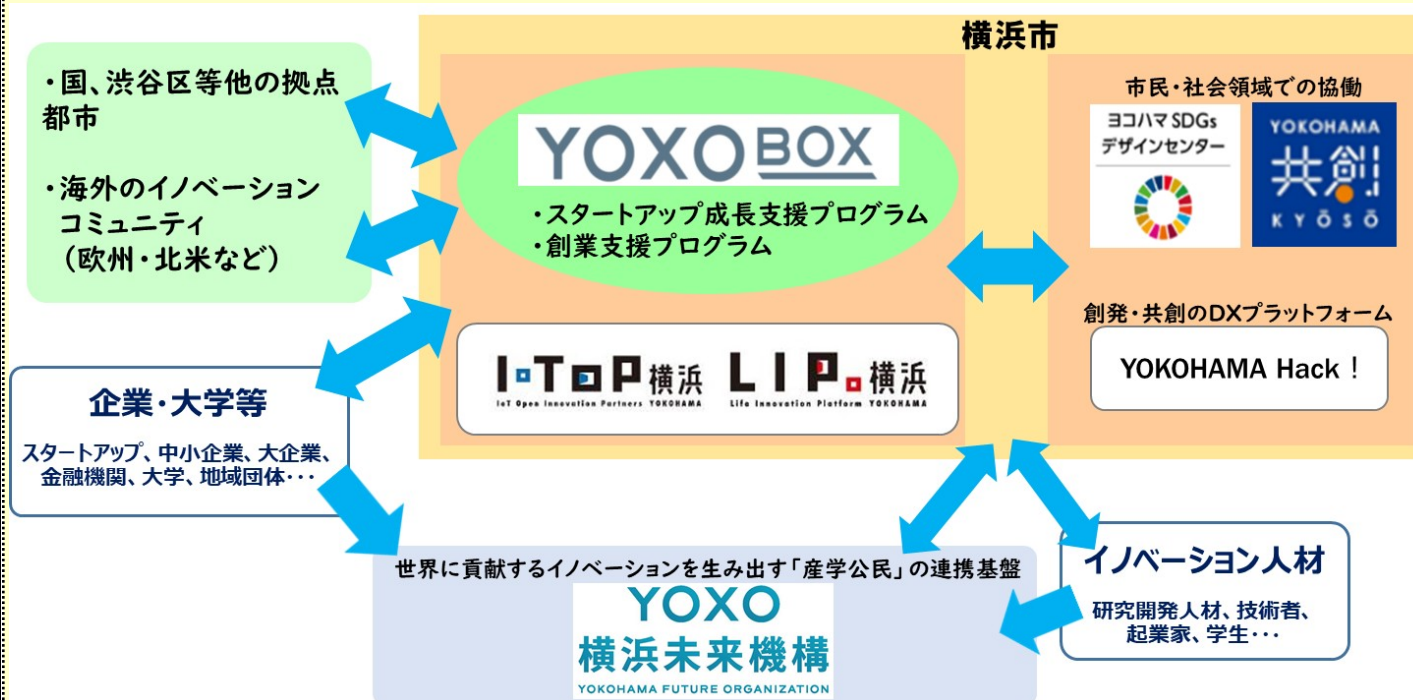 横浜市
・国、渋谷区等他の拠点
都市
・海外のイノベーション
コミュニティ
（欧州・北米など）
YOXO BOX
・スタートアップ成長支援プログラム
・創業支援プログラム
I・TOP横浜
IoT Open Innovation Partners YOKOHAMA
LIP.横浜
Life Innovation Platform YOKOHAMA
市民・社会領域での協働
ヨコハマ SDGs
デザインセンター
YOKOHAMA
共創
KYŌSŌ
創発・共創のDXプラットフォーム
YOKOHAMA Hack！
企業・大学等
スタートアップ、中小企業、大企業、
金融機関、大学、地域団体・・・
世界に貢献するイノベーションを生み出す「産学公民」の連携基盤
YOXO
横浜未来機構
YOKOHAMA FUTURE ORGANIZATION
イノベーション人材
研究開発人材、技術者、
起業家、学生・・・